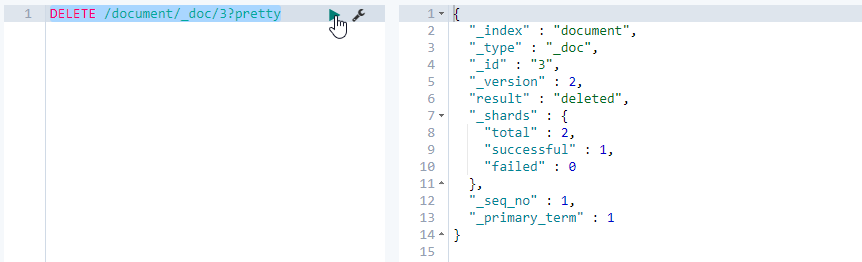 1 DELETE /document/_doc/3?pretty
1 {
2 "_index" : "document",
3 "_type" : "_doc",
4 "_id" : "3",
5 "_version" : 2,
6 "result" : "deleted",
7 "_shards" : {
8 "total" : 2,
9 "successful" : 1,
10 "failed" : 0
11 },
12 "_seq_no" : 1,
13 "_primary_term" : 1
14 }
15